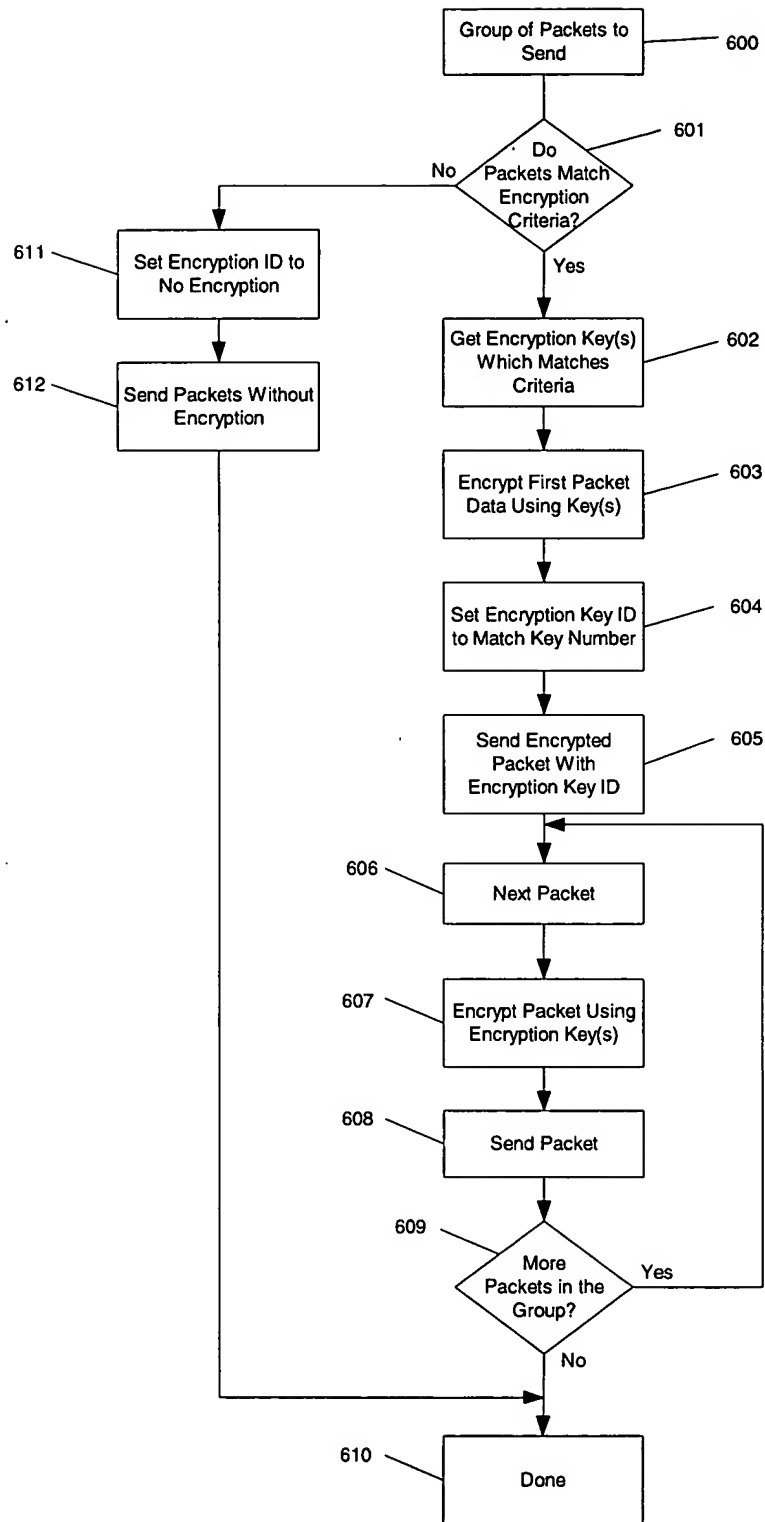 Group of Packets to
Send
600
601
Do
Packets Match
Encryption
Criteria?
No
Yes
611
Set Encryption ID to
No Encryption
Get Encryption Key(s)
Which Matches
Criteria
602
612
Send Packets Without
Encryption
Encrypt First Packet
Data Using Key(s)
603
Set Encryption Key ID
to Match Key Number
604
Send Encrypted
Packet With
Encryption Key ID
605
606
Next Packet
607
Encrypt Packet Using
Encryption Key(s)
608
Send Packet
609
More
Packets in the
Group?
Yes
No
610
Done